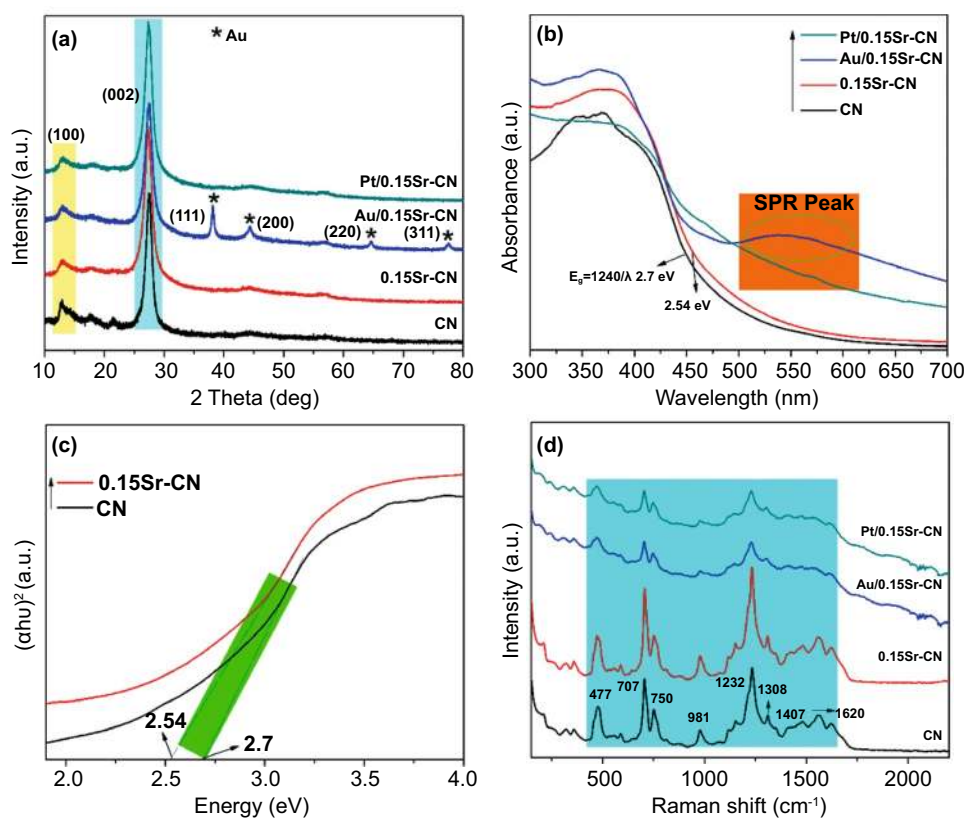 (a)
* Au
(002)
(100)
Pt/0.15Sr-CN
(111)
*
*
(200)
Au/0.15Sr-CN
(220)
*
(311)
*
0.15Sr-CN
CN
10 20 30 40 50 60 70 80
2 Theta (deg)
Intensity (a.u.)
(b)
Pt/0.15Sr-CN
Au/0.15Sr-CN
0.15Sr-CN
CN
SPR Peak
Eg=1240/λ 2.7 eV
2.54 eV
300 350 400 450 500 550 600 650 700
Wavelength (nm)
Absorbance (a.u.)
(c)
0.15Sr-CN
CN
2.54
2.7
2.0 2.5 3.0 3.5 4.0
Energy (eV)
(αhu)² (a.u.)
(d)
Pt/0.15Sr-CN
Au/0.15Sr-CN
0.15Sr-CN
477
707
750
981
1232
1308
1407
1620
CN
500 1000 1500 2000
Raman shift (cm⁻¹)
Intensity (a.u.)